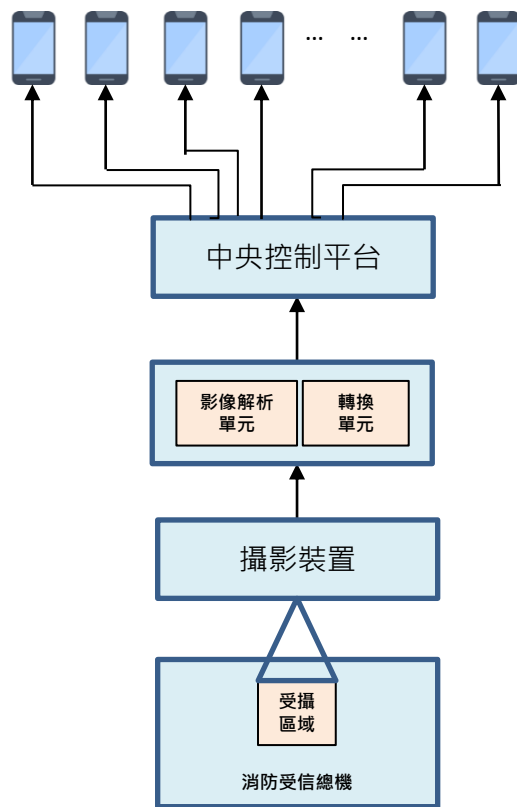 ... ...
中央控制平台
影像解析
單元
轉換
單元
攝影裝置
受攝
區域
消防受信總機